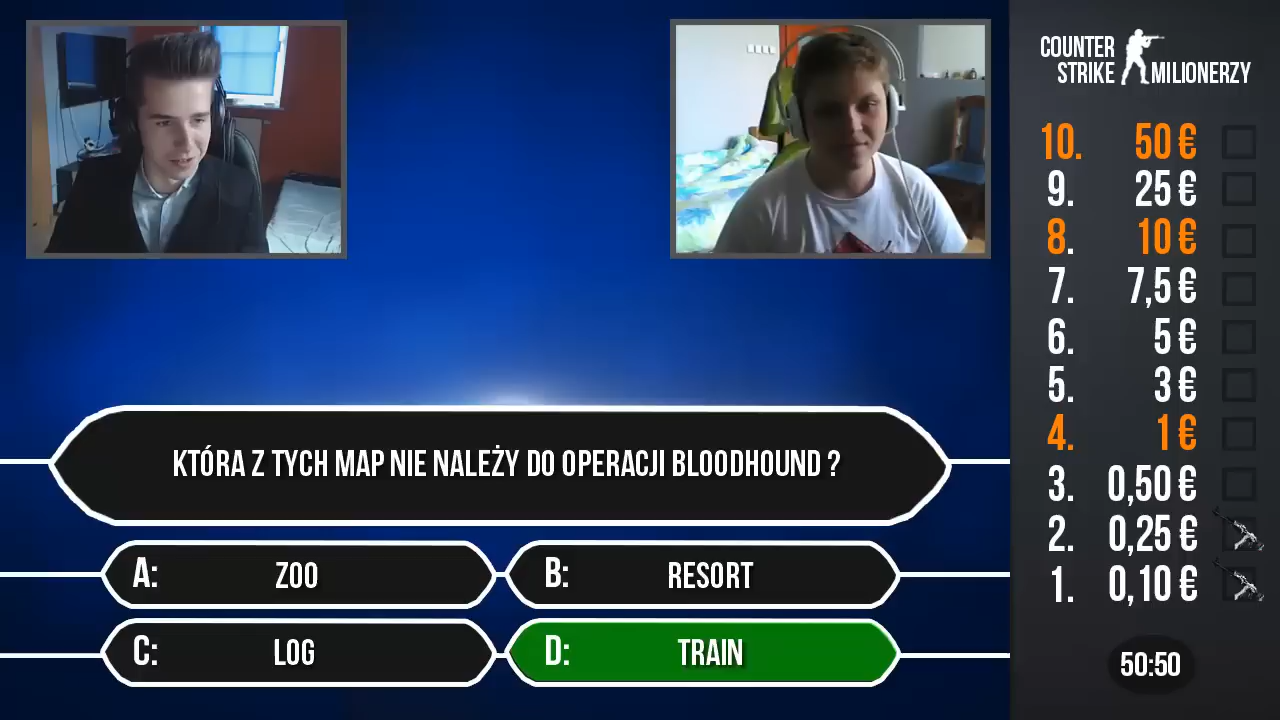 COUNTER
STRIKE MILIONERZY
10. 50 €
9. 25 €
8. 10 €
7. 7,5 €
6. 5 €
5. 3 €
4. 1 €
3. 0,50 €
2. 0,25 €
1. 0,10 €
50:50
KTÓRA Z TYCH MAP NIE NALEŻY DO OPERACJI BLOODHOUND ?
A: ZOO
B: RESORT
C: LOG
D: TRAIN